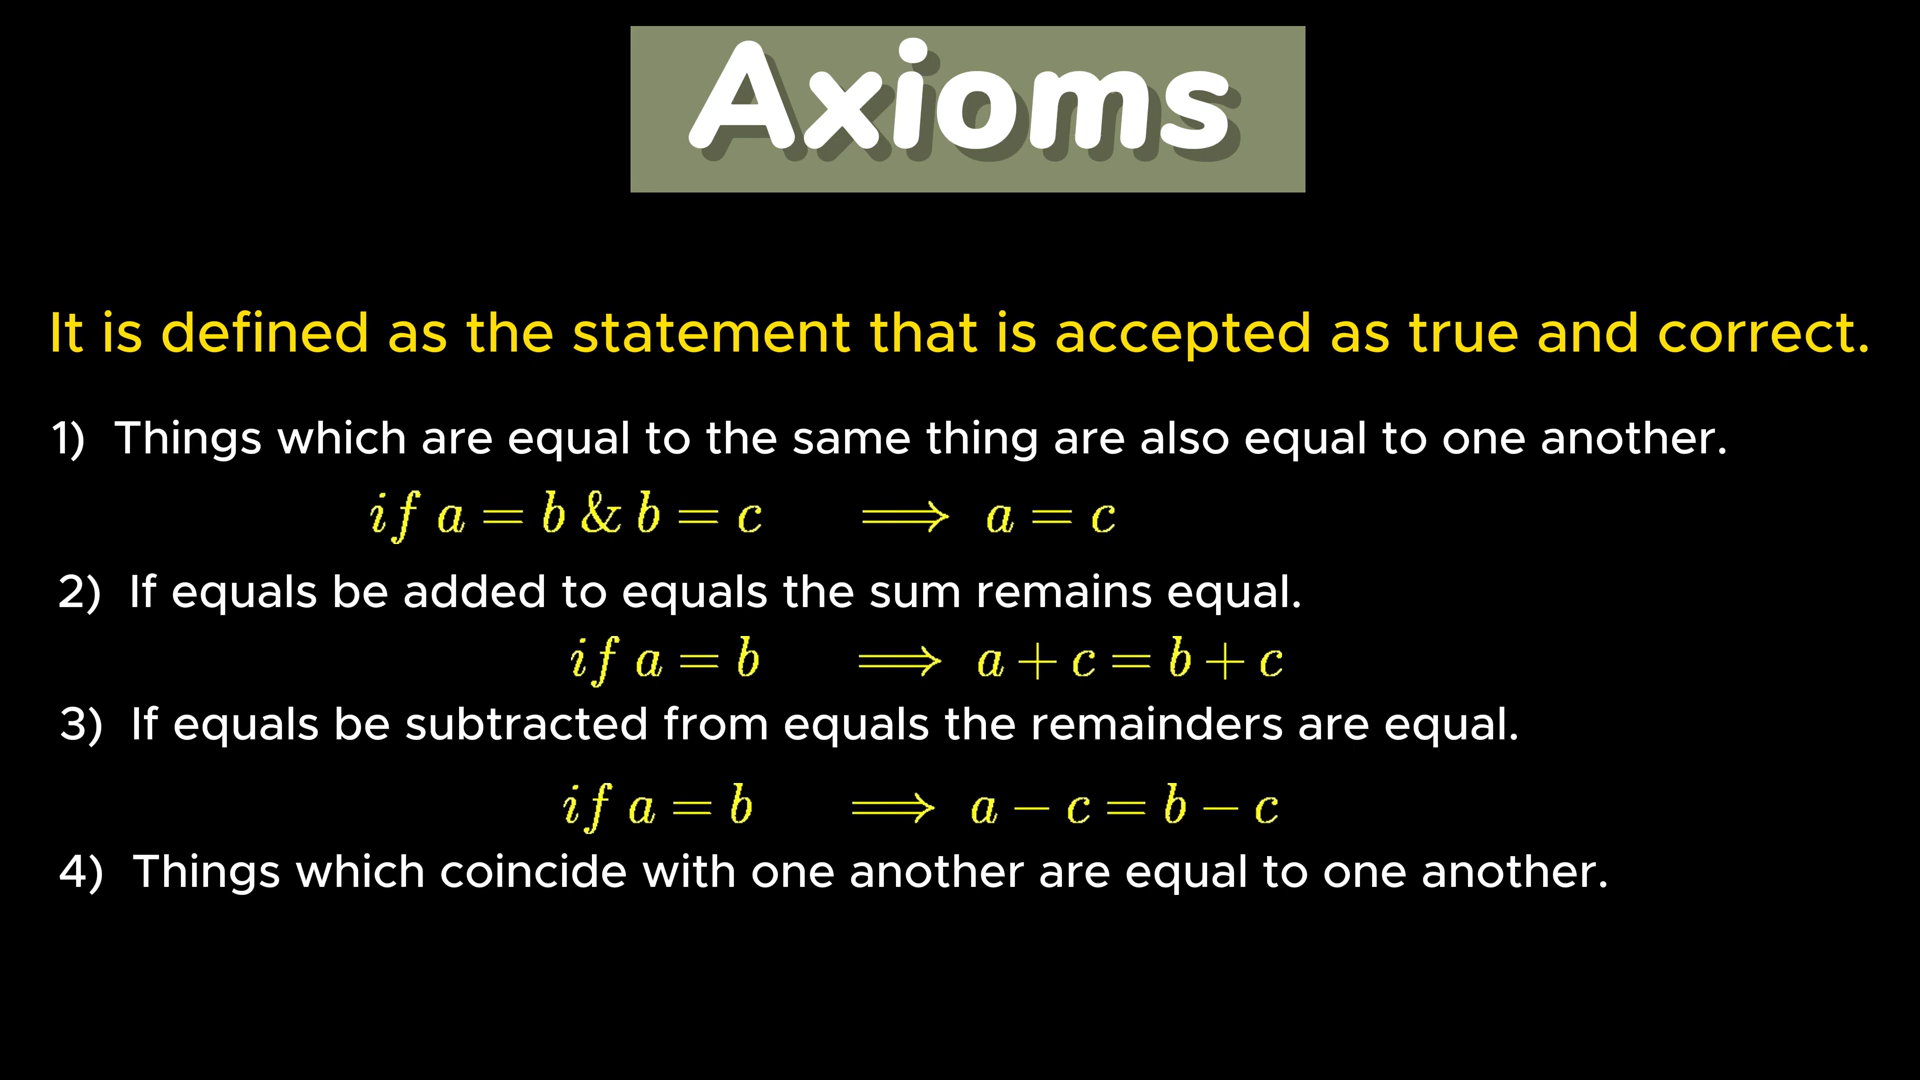 Axioms
It is defined as the statement that is accepted as true and correct.
1) Things which are equal to the same thing are also equal to one another.
if a = b & b = c ⟹ a = c
2) If equals be added to equals the sum remains equal.
if a = b ⟹ a + c = b + c
3) If equals be subtracted from equals the remainders are equal.
if a = b ⟹ a − c = b − c
4) Things which coincide with one another are equal to one another.